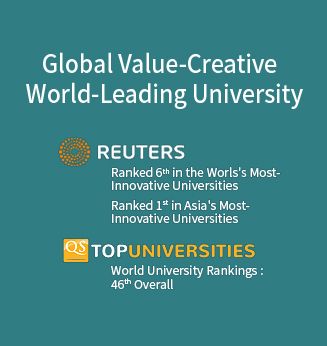 Global Value-Creative
World-Leading University
REUTERS
Ranked 6th in the Worls's Most-
Innovative Universities
Ranked 1st in Asia's Most-
Innovative Universities
QS TOPUNIVERSITIES
World University Rankings :
46th Overall